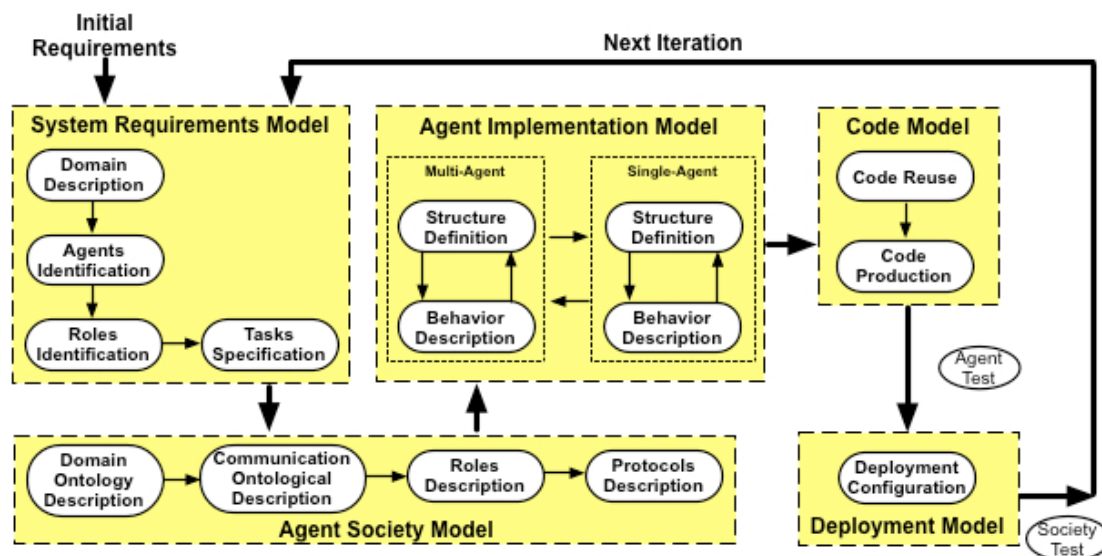 Initial
Requirements
Next Iteration
System Requirements Model
Domain
Description
Agents
Identification
Roles
Identification
Tasks
Specification
Agent Implementation Model
Multi-Agent
Structure
Definition
Behavior
Description
Single-Agent
Structure
Definition
Behavior
Description
Code Model
Code Reuse
Code
Production
Agent
Test
Domain
Ontology
Description
Communication
Ontological
Description
Roles
Description
Protocols
Description
Agent Society Model
Deployment
Configuration
Deployment Model
Society
Test